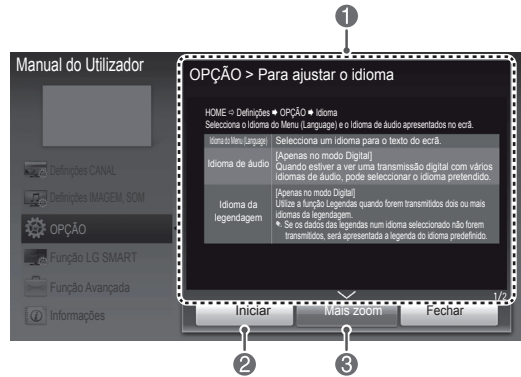 1
Manual do Utilizador
Definições CANAL
Definições IMAGEM, SOM
OPÇÃO
Função LG SMART
Função Avançada
Informações
OPÇÃO > Para ajustar o idioma
HOME ⇨ Definições ➧ OPÇÃO ➧ Idioma
Selecciona o Idioma do Menu (Language) e o Idioma de áudio apresentados no ecrã.
Idioma do Menu (Language) Selecciona um idioma para o texto do ecrã.
Idioma de áudio
[Apenas no modo Digital]
Quando estiver a ver uma transmissão digital com vários
idiomas de áudio, pode seleccionar o idioma pretendido.
Idioma da
legendagem
[Apenas no modo Digital]
Utilize a função Legendas quando forem transmitidos dois ou mais
idiomas da legendagem.
Se os dados das legendas num idioma seleccionado não forem
transmitidos, será apresentada a legenda do idioma predefinido.
1/2
Iniciar
Mais zoom
Fechar
2
3